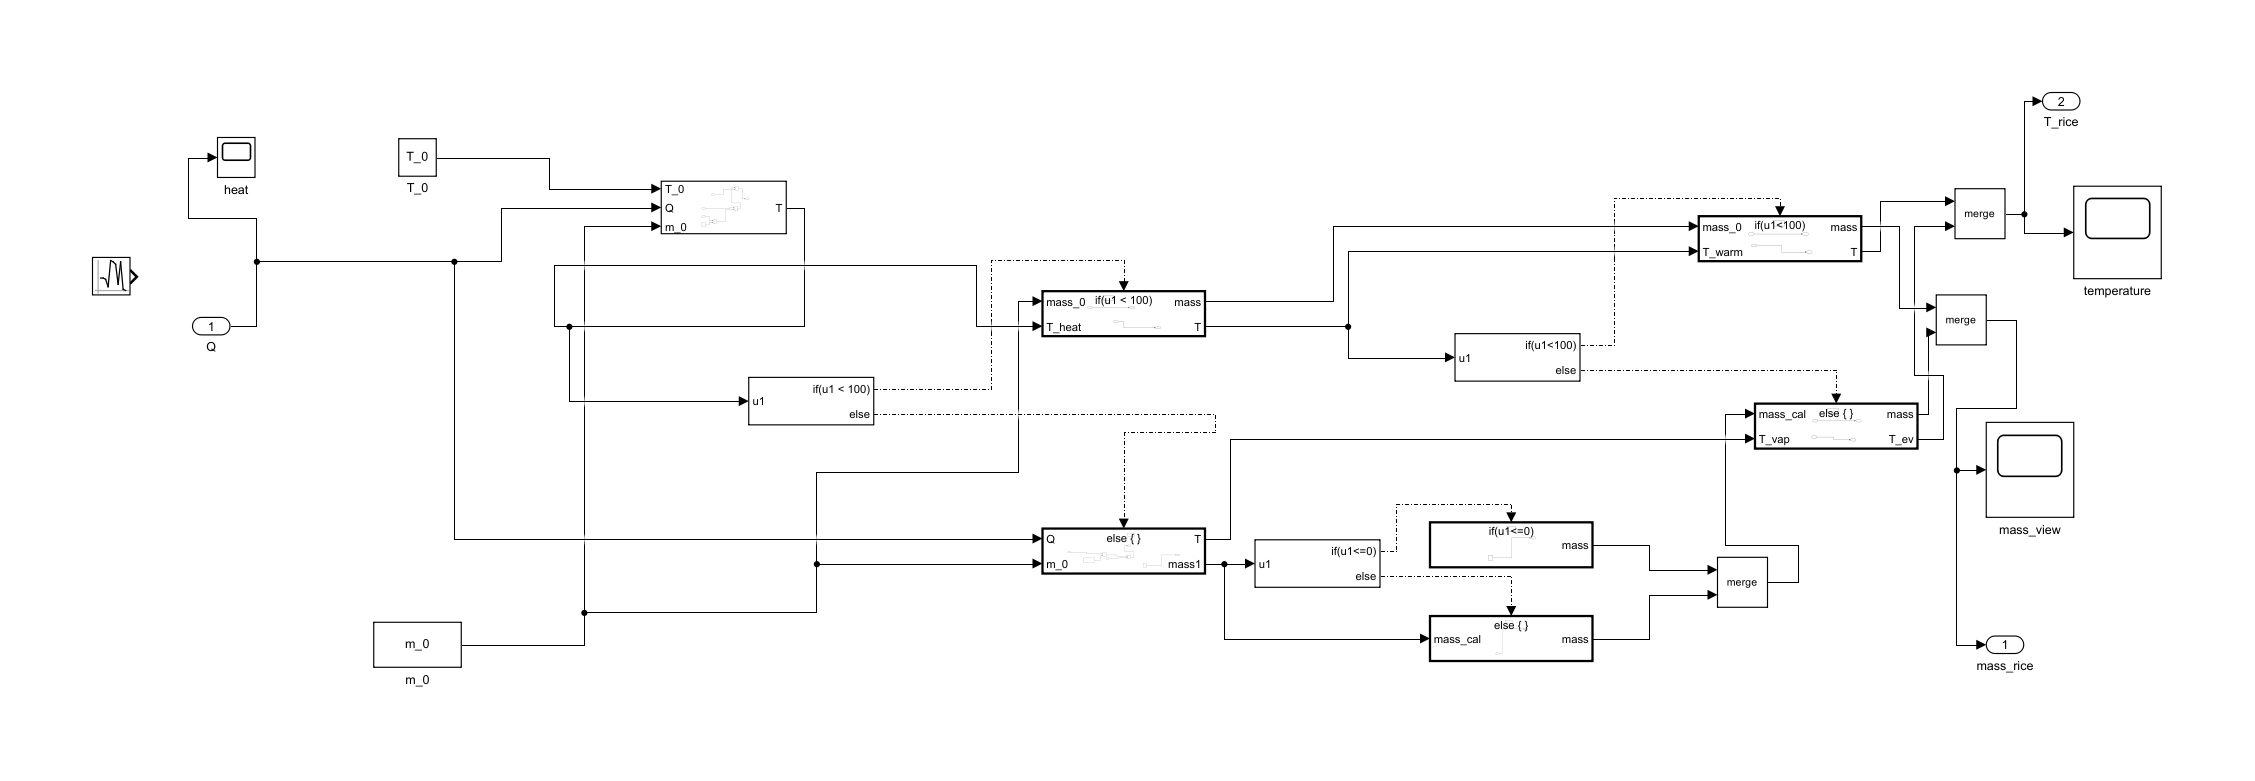 2
T_rice
heat
T_0
T_0
T_0
Q
m_0
T
merge
mass_0
if(u1<100)
mass
T_warm
T
temperature
1
Q
mass_0
if(u1 < 100)
mass
T_heat
T
merge
u1
if(u1<100)
else
u1
if(u1 < 100)
else
mass_cal
else { }
mass
T_vap
T_ev
mass_view
Q
else { }
T
m_0
mass1
u1
if(u1<=0)
else
if(u1<=0)
mass
merge
else { }
mass_cal
mass
m_0
m_0
1
mass_rice